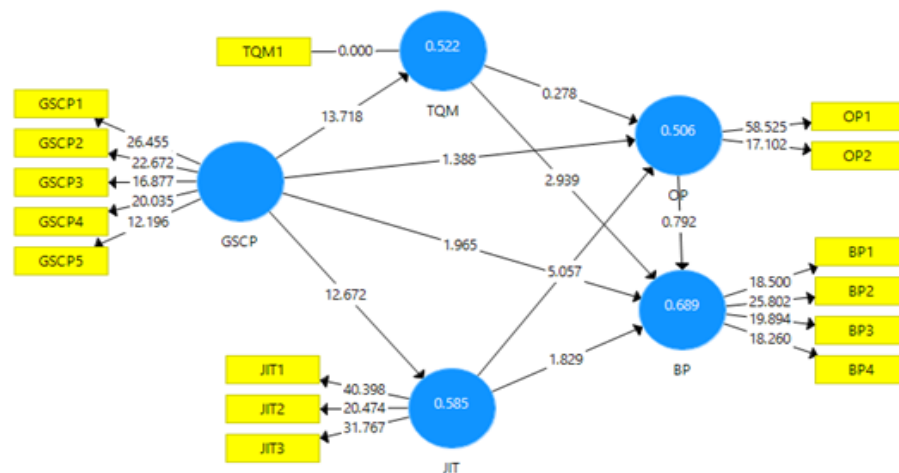 TQM1
0.000
0.522
TQM
GSCP1
GSCP2
GSCP3
GSCP4
GSCP5
26.455
22.672
16.877
20.035
12.196
GSCP
13.718
0.278
1.388
2.939
1.965
5.057
12.672
1.829
0.506
OP
0.792
58.525
17.102
OP1
OP2
0.689
BP
18.500
25.802
19.894
18.260
BP1
BP2
BP3
BP4
JIT1
JIT2
JIT3
40.398
20.474
31.767
0.585
JIT